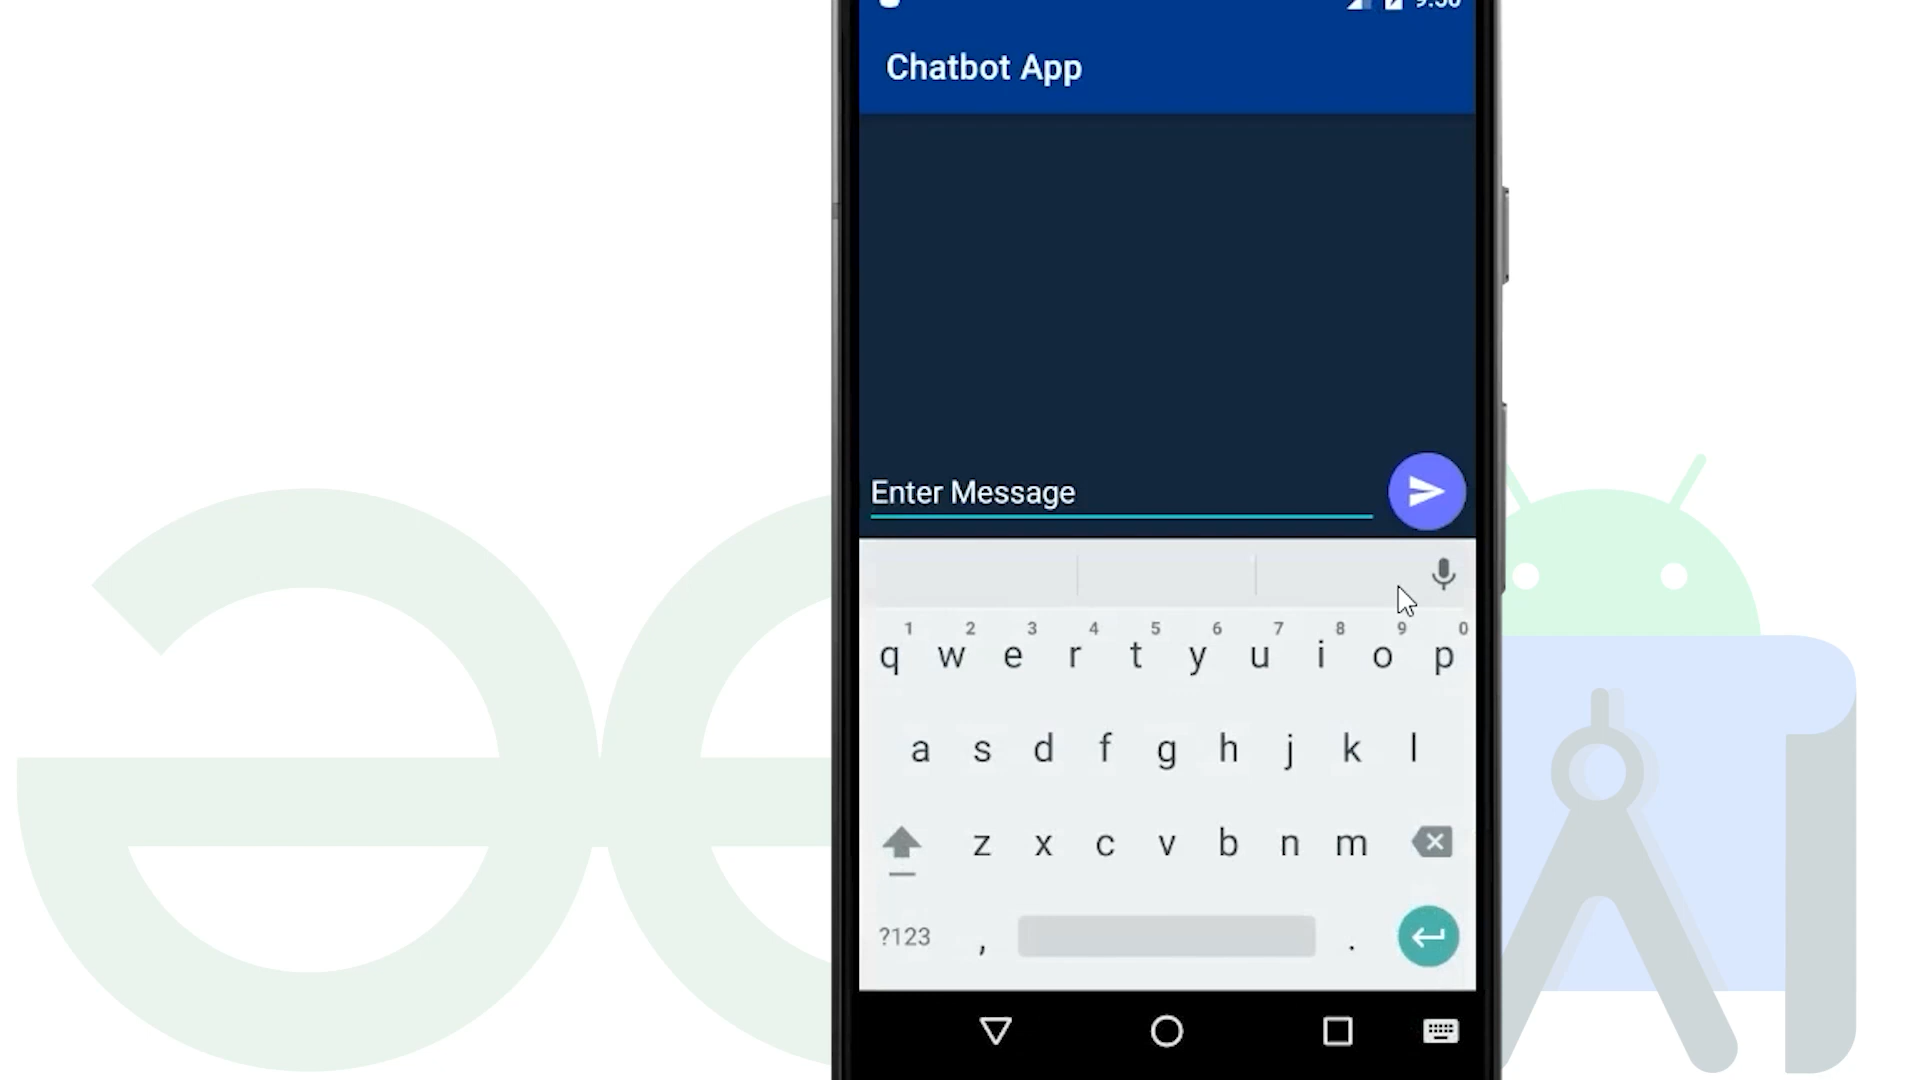 Chatbot App
Enter Message
1 2 3 4 5 6 7 8 9 0
q w e r t y u i o p
a s d f g h j k l
z x c v b n m
?123 , .